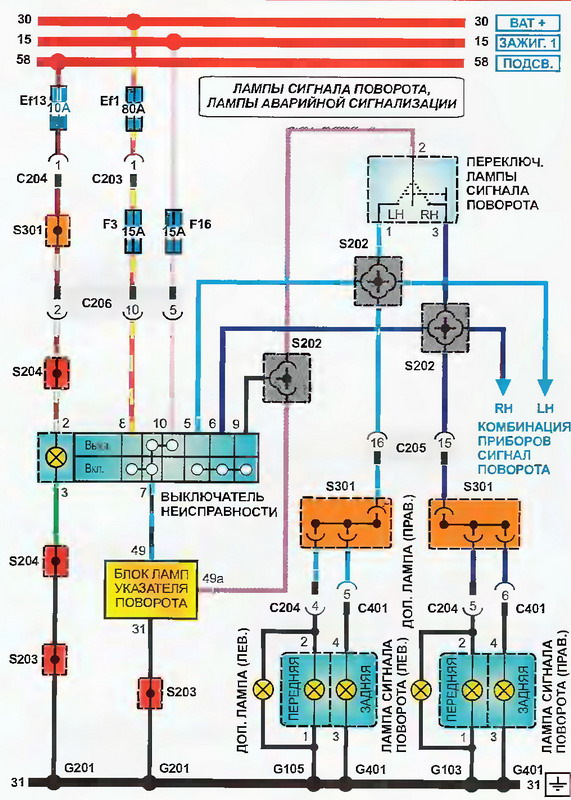 30
30
BAT +
15
15
ЗАЖИГ. 1
58
58
ПОДСВ.
ЛАМПЫ СИГНАЛА ПОВОРОТА,
ЛАМПЫ АВАРИЙНОЙ СИГНАЛИЗАЦИИ
Ef13
10A
Ef1
80A
2
ПЕРЕКЛЮЧ.
ЛАМПЫ
СИГНАЛА
ПОВОРОТА
1
1
C204
C203
LH
RH
1
3
S301
F3
15A
15A
F16
S202
C206
2
10
5
S202
S202
S204
RH
LH
КОМБИНАЦИЯ
ПРИБОРОВ
СИГНАЛ
ПОВОРОТА
2
8
10
5
6
9
Выкл.
Вкл.
16
C205
15
3
7
ВЫКЛЮЧАТЕЛЬ
НЕИСПРАВНОСТИ
S301
S301
49
S204
БЛОК ЛАМП
УКАЗАТЕЛЯ
ПОВОРОТА
49a
31
C204
4
5
C401
C204
5
6
C401
S203
S203
ДОП. ЛАМПА (ЛЕВ.)
2
4
ПЕРЕДНЯЯ
ЗАДНЯЯ
1
3
ЛАМПА СИГНАЛА
ПОВОРОТА (ЛЕВ.)
ДОП. ЛАМПА (ПРАВ.)
2
4
ПЕРЕДНЯЯ
ЗАДНЯЯ
1
3
ЛАМПА СИГНАЛА
ПОВОРОТА (ПРАВ.)
31
G201
G201
G105
G401
G103
G401
31